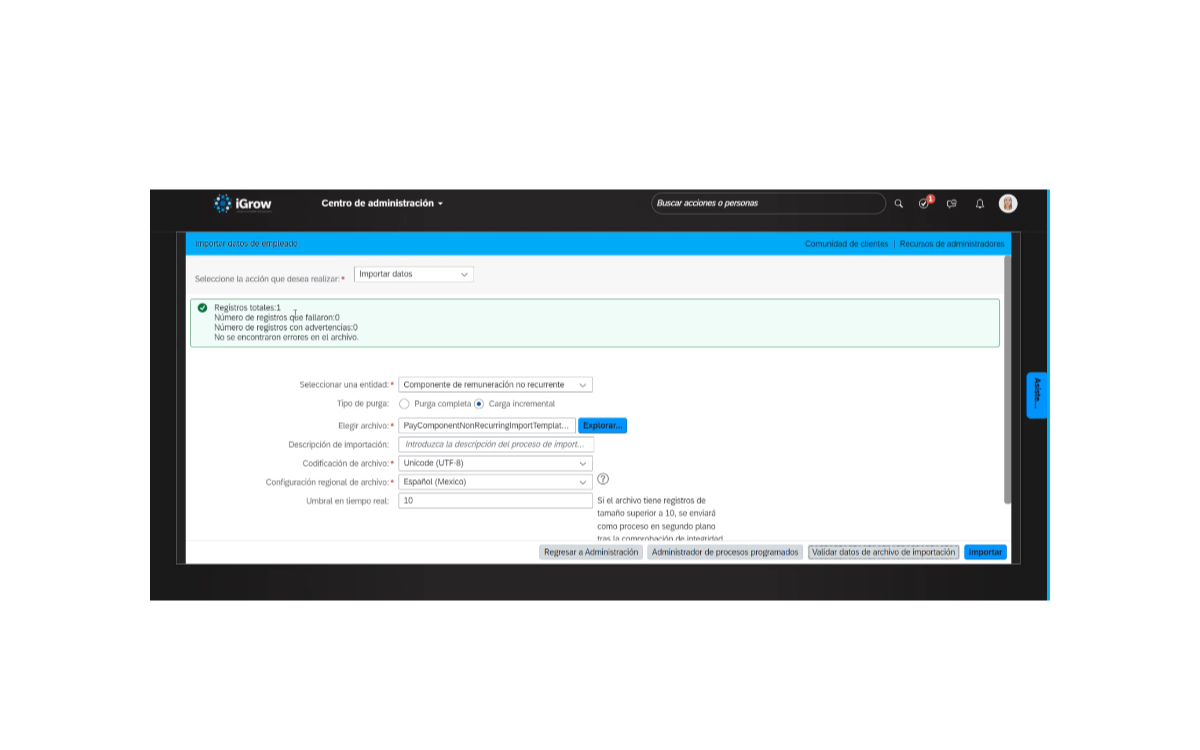 iGrow
Centro de administración
Buscar acciones o personas
1
Importar datos de empleado
Comunidad de clientes | Recursos de administradores
Seleccione la acción que desea realizar:* Importar datos
Registros totales:1
Número de registros que fallaron:0
Número de registros con advertencias:0
No se encontraron errores en el archivo.
Asiste...
Seleccionar una entidad:* Componente de remuneración no recurrente
Tipo de purga: Purga completa Carga incremental
Elegir archivo:* PayComponentNonRecurringImportTemplat... Explorar...
Descripción de importación: Introduzca la descripción del proceso de import...
Codificación de archivo:* Unicode (UTF-8)
Configuración regional de archivo:* Español (Mexico) ?
Umbral en tiempo real: 10
Si el archivo tiene registros de
tamaño superior a 10, se enviará
como proceso en segundo plano
tras la comprobación de integridad
Regresar a Administración Administrador de procesos programados Validar datos de archivo de importación Importar